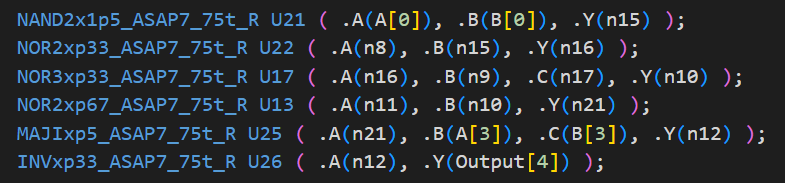 NAND2x1p5_ASAP7_75t_R U21 ( .A(A[0]), .B(B[0]), .Y(n15) );
NOR2xp33_ASAP7_75t_R U22 ( .A(n8), .B(n15), .Y(n16) );
NOR3xp33_ASAP7_75t_R U17 ( .A(n16), .B(n9), .C(n17), .Y(n10) );
NOR2xp67_ASAP7_75t_R U13 ( .A(n11), .B(n10), .Y(n21) );
MAJIxp5_ASAP7_75t_R U25 ( .A(n21), .B(A[3]), .C(B[3]), .Y(n12) );
INVxp33_ASAP7_75t_R U26 ( .A(n12), .Y(Output[4]) );